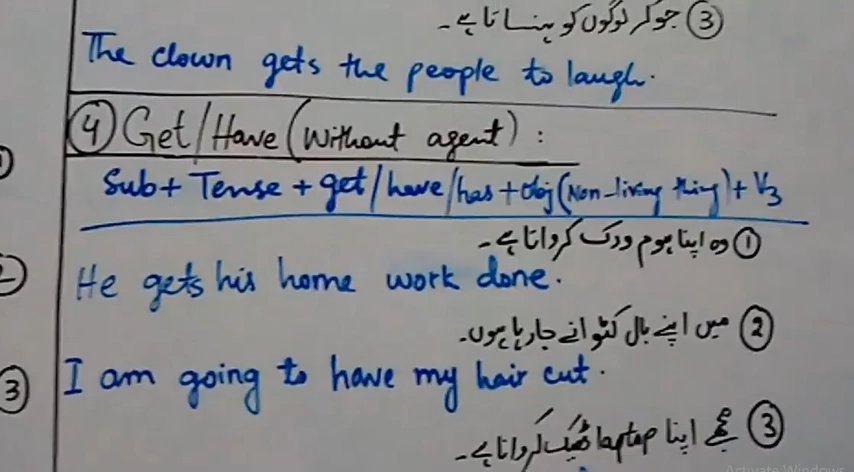 ③ جوکر لوگوں کو ہنساتا ہے۔
The clown gets the people to laugh.
④ Get/Have (Without agent) :
Sub + Tense + get/have/has + Obj (Non-living thing) + V3
① وہ اپنا ہوم ورک کرواتا ہے۔
He gets his home work done.
② میں اپنے بال کٹوانے جا رہا ہوں۔
③ I am going to have my hair cut.
③ مجھے اپنا laptop ٹھیک کروانا ہے۔
Activate Windows